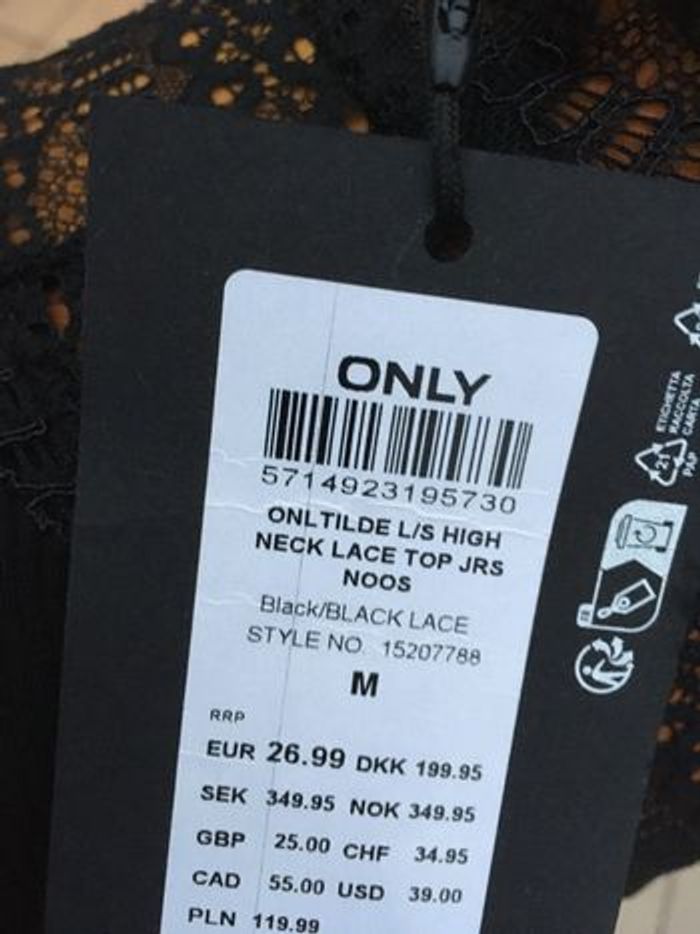 ONLY
5714923195730
ONLTILDE L/S HIGH
NECK LACE TOP JRS
NOOS
Black/BLACK LACE
STYLE NO. 15207788
M
RRP
EUR 26.99 DKK 199.95
SEK 349.95 NOK 349.95
GBP 25.00 CHF 34.95
CAD 55.00 USD 39.00
PLN 119.99
ETICHETTA
RACCOLTA
CARTA
21
PAP